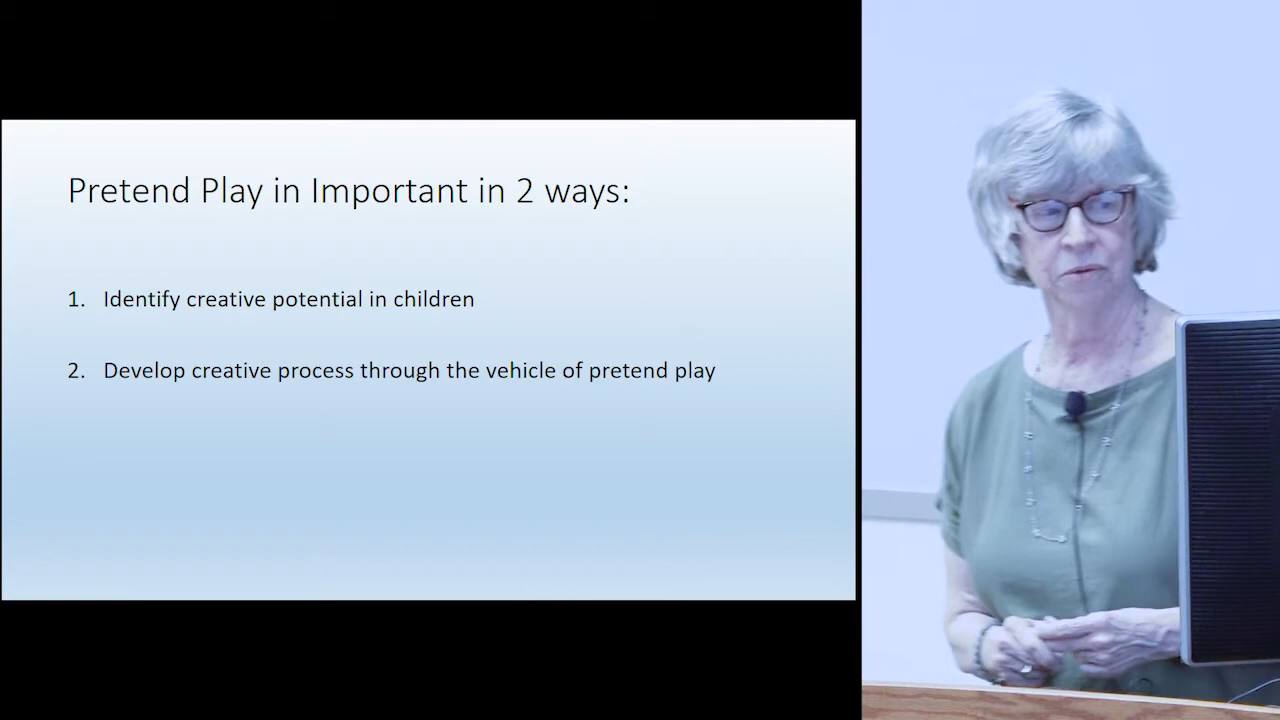 Pretend Play in Important in 2 ways:
1. Identify creative potential in children
2. Develop creative process through the vehicle of pretend play